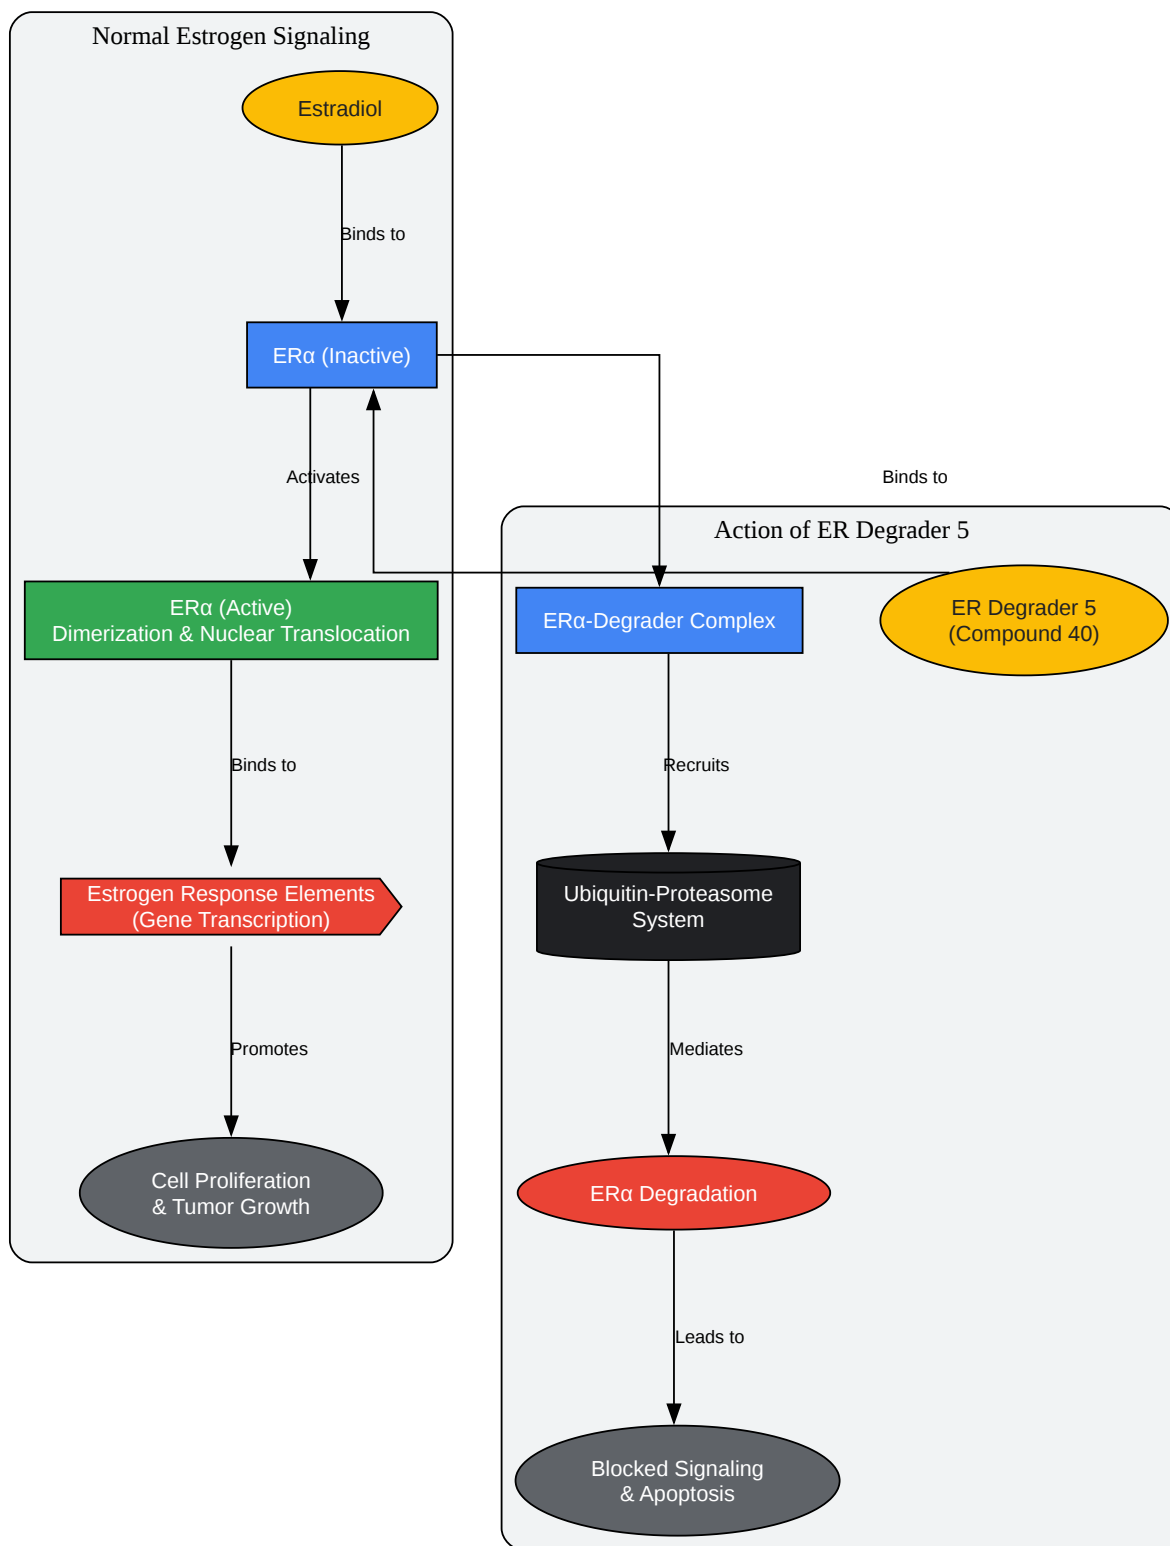 Normal Estrogen Signaling
Estradiol
Binds to
ERα (Inactive)
Activates
ERα (Active)
Dimerization & Nuclear Translocation
Binds to
Estrogen Response Elements
(Gene Transcription)
Promotes
Cell Proliferation
& Tumor Growth
Binds to
Action of ER Degrader 5
ER Degrader 5
(Compound 40)
ERα-Degrader Complex
Recruits
Ubiquitin-Proteasome
System
Mediates
ERα Degradation
Leads to
Blocked Signaling
& Apoptosis